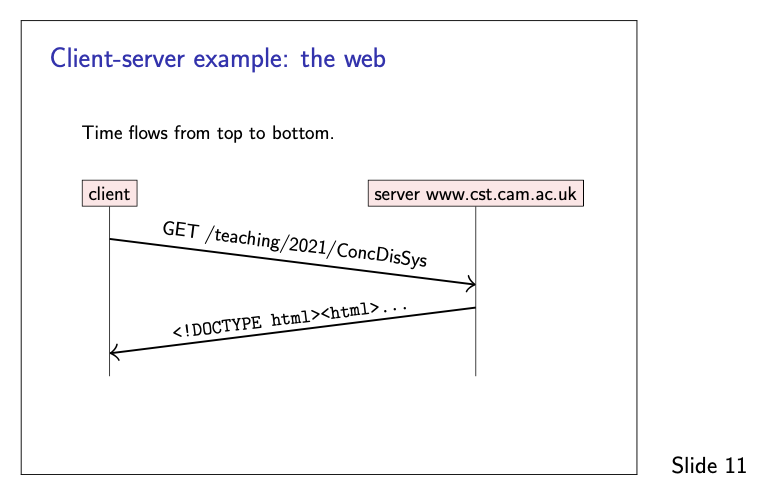 Client-server example: the web
Time flows from top to bottom.
client
server www.cst.cam.ac.uk
GET /teaching/2021/ConcDisSys
<!DOCTYPE html><html>...
Slide 11